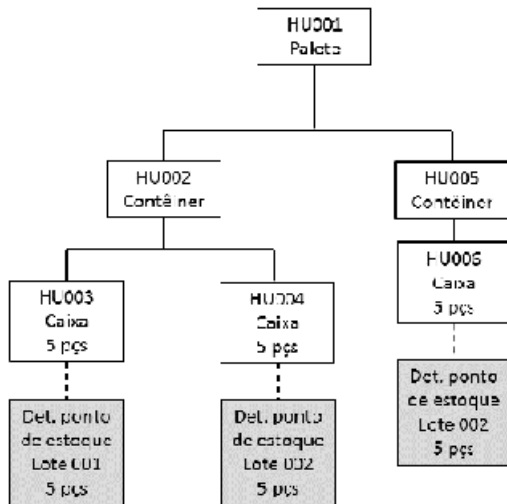 HU001
Palete
HU002
Contêiner
HU005
Contêiner
HU003
Caixa
5 pçs
HU004
Caixa
5 pçs
HU006
Caixa
5 pçs
Det. ponto
de estoque
Lote 001
5 pçs
Det. ponto
de estoque
Lote 002
5 pçs
Det. ponto
de estoque
Lote 002
5 pçs